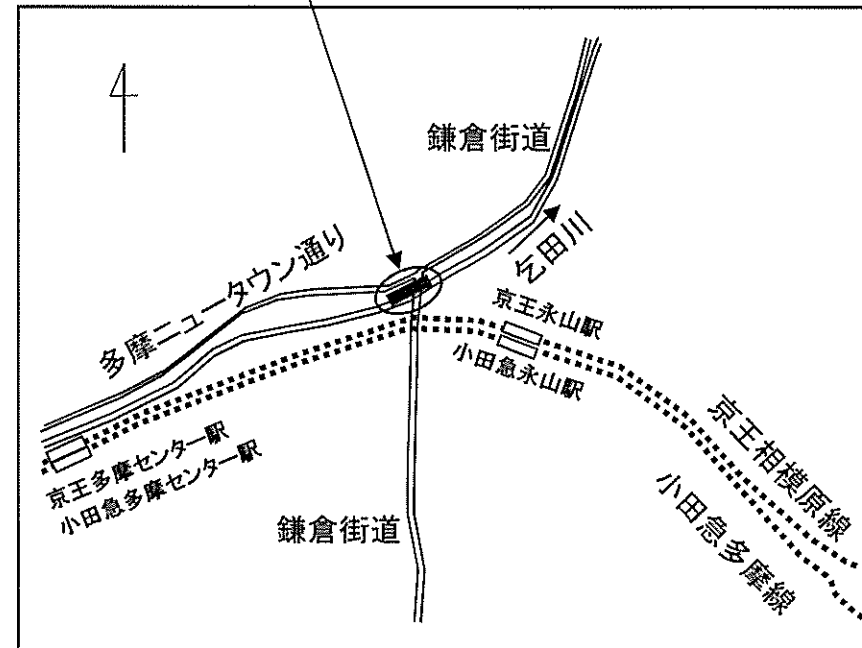 鎌倉街道
多摩ニュータウン通り
乞田川
京王永山駅
小田急永山駅
京王多摩センター駅
小田急多摩センター駅
鎌倉街道
京王相模原線
小田急多摩線